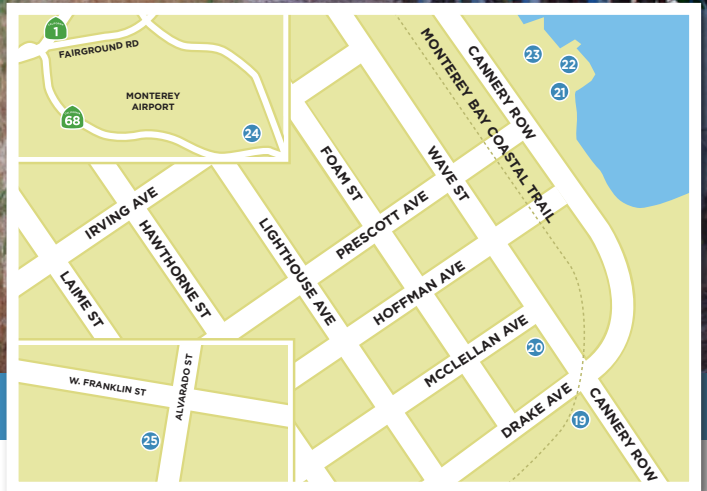 1
FAIRGROUND RD
MONTEREY
AIRPORT
68
24
MONTEREY BAY COASTAL TRAIL
CANNERY ROW
23
22
21
FOAM ST
WAVE ST
IRVING AVE
HAWTHORNE ST
LIGHTHOUSE AVE
PRESCOTT AVE
LAIME ST
HOFFMAN AVE
MCCLELLAN AVE
20
DRAKE AVE
19
CANNERY ROW
W. FRANKLIN ST
ALVARADO ST
25